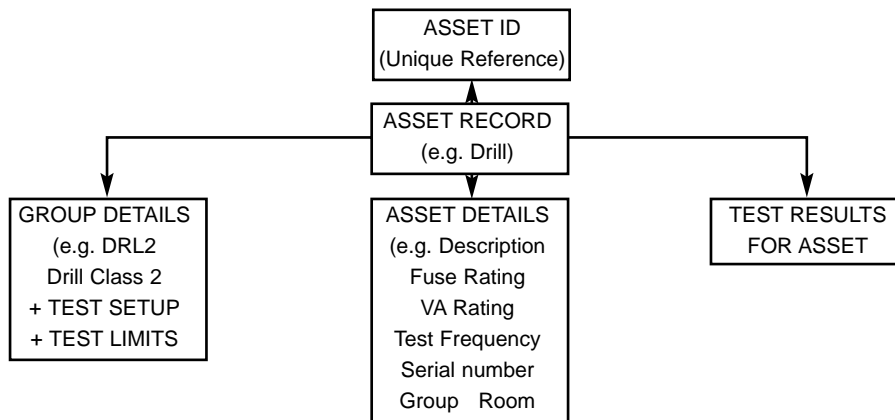 ASSET ID
(Unique Reference)
ASSET RECORD
(e.g. Drill)
GROUP DETAILS
(e.g. DRL2
Drill Class 2
+ TEST SETUP
+ TEST LIMITS
ASSET DETAILS
(e.g. Description
Fuse Rating
VA Rating
Test Frequency
Serial number
Group Room
TEST RESULTS
FOR ASSET